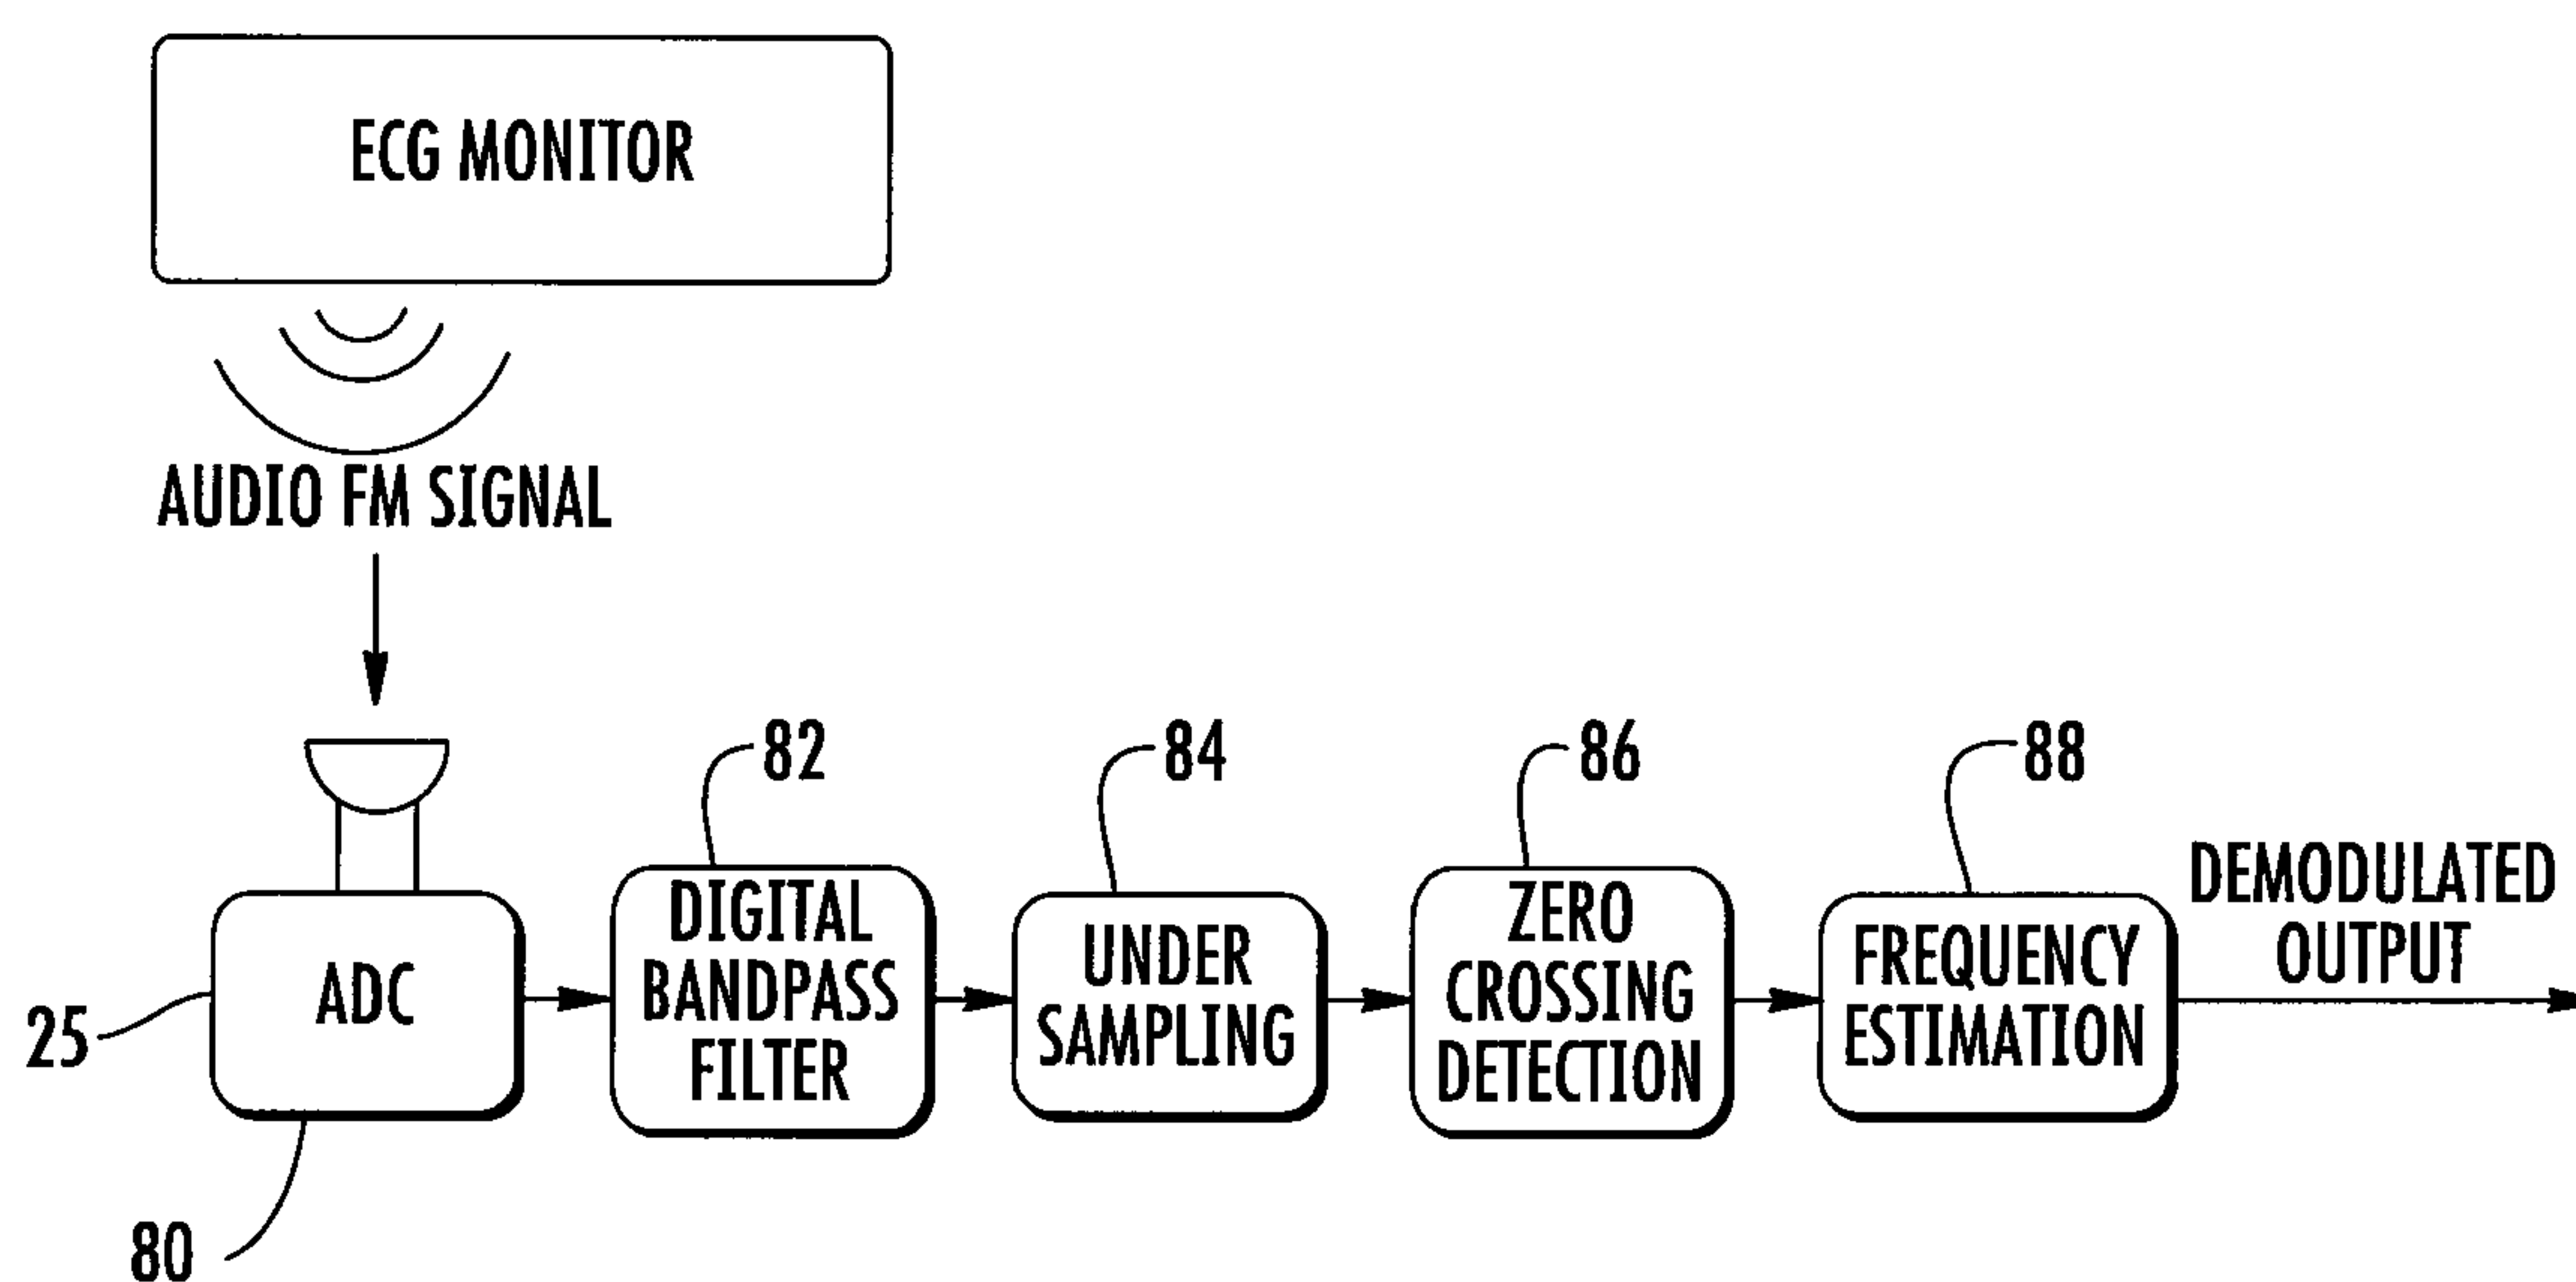 ECG MONITOR
AUDIO FM SIGNAL
82
84
86
88
DEMODULATED
OUTPUT
25
ADC
DIGITAL
BANDPASS
FILTER
UNDER
SAMPLING
ZERO
CROSSING
DETECTION
FREQUENCY
ESTIMATION
80